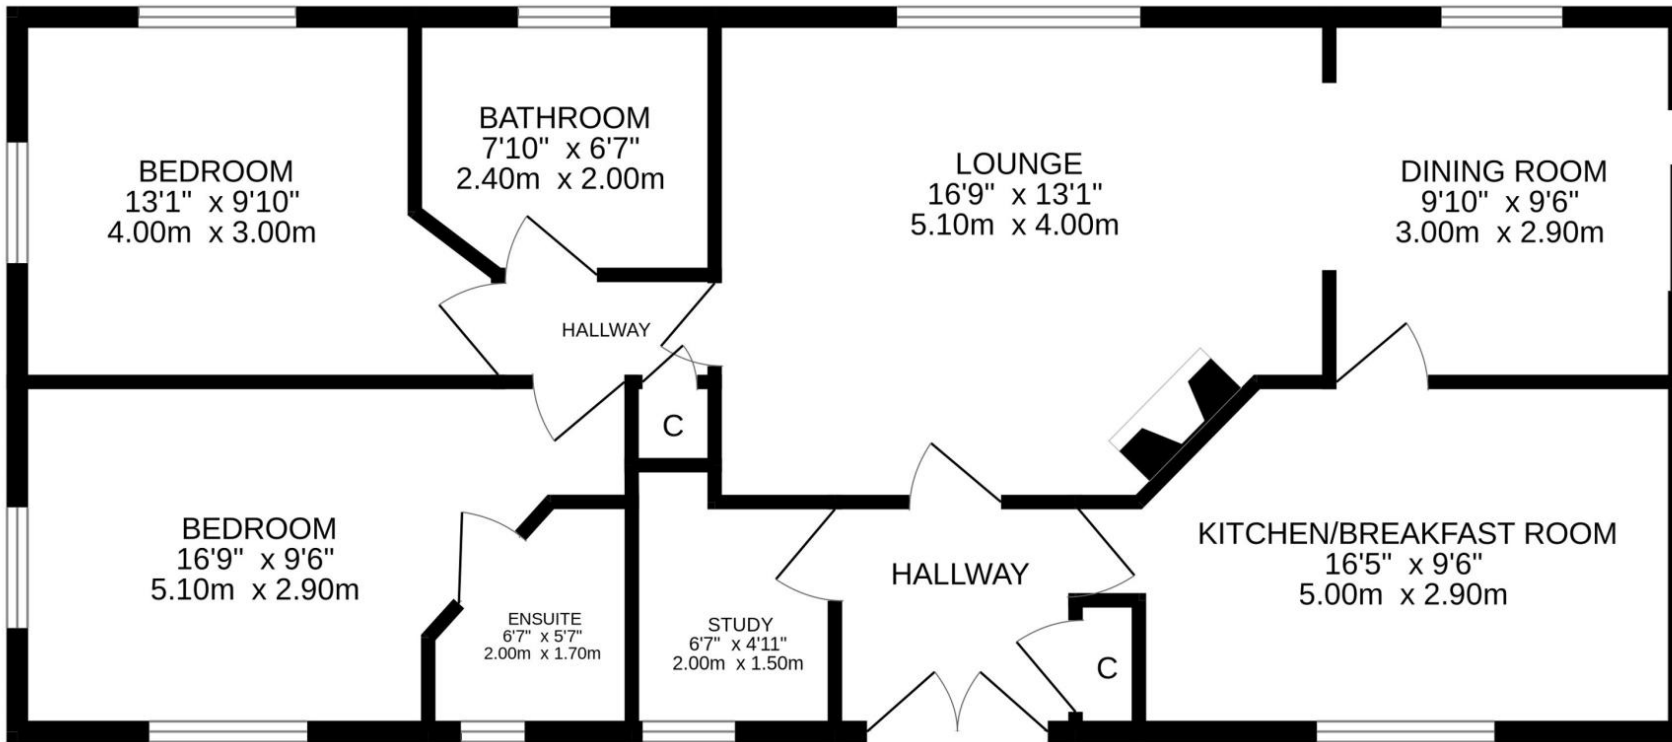 BEDROOM
13'1" x 9'10"
4.00m x 3.00m
BATHROOM
7'10" x 6'7"
2.40m x 2.00m
LOUNGE
16'9" x 13'1"
5.10m x 4.00m
DINING ROOM
9'10" x 9'6"
3.00m x 2.90m
HALLWAY
C
BEDROOM
16'9" x 9'6"
5.10m x 2.90m
ENSUITE
6'7" x 5'7"
2.00m x 1.70m
STUDY
6'7" x 4'11"
2.00m x 1.50m
HALLWAY
C
KITCHEN/BREAKFAST ROOM
16'5" x 9'6"
5.00m x 2.90m